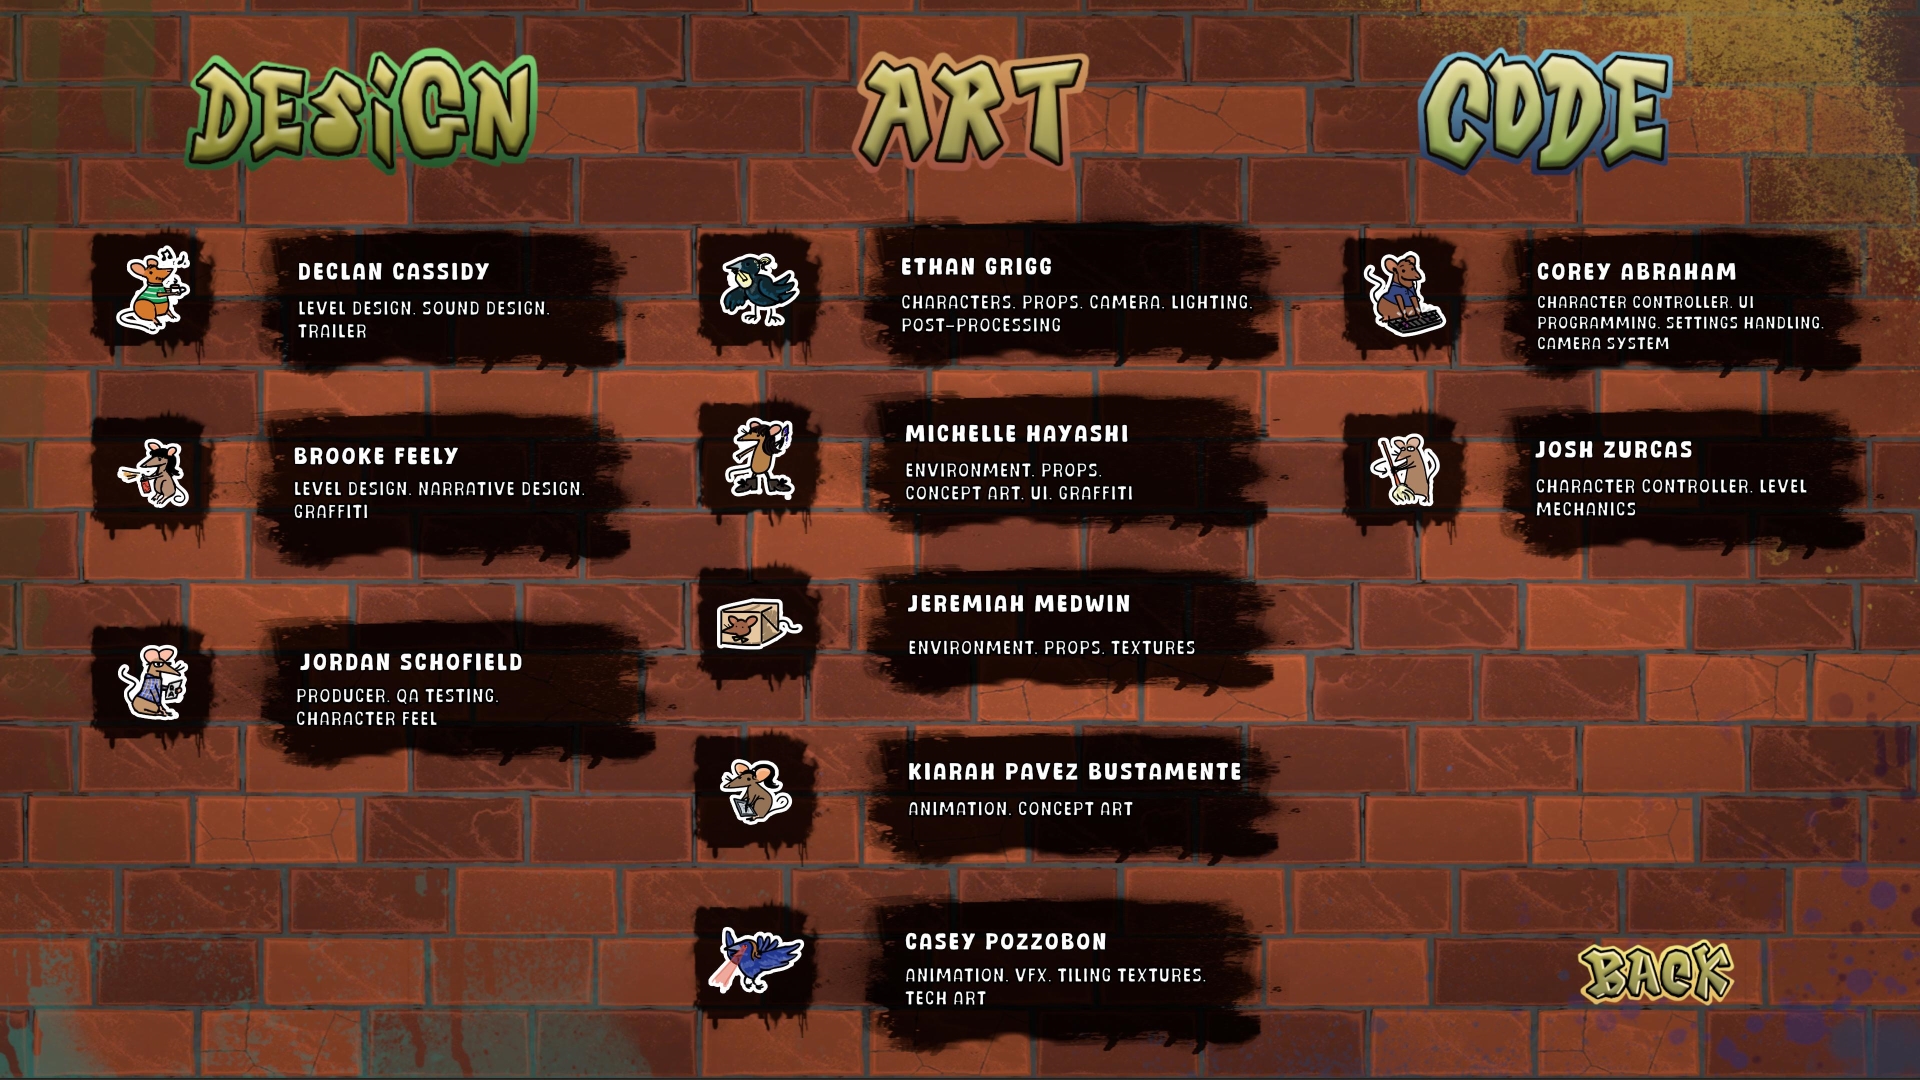 DESIGN
DECLAN CASSIDY
LEVEL DESIGN. SOUND DESIGN.
TRAILER
BROOKE FEELY
LEVEL DESIGN. NARRATIVE DESIGN.
GRAFFITI
JORDAN SCHOFIELD
PRODUCER. QA TESTING.
CHARACTER FEEL
ART
ETHAN GRIGG
CHARACTERS. PROPS. CAMERA. LIGHTING.
POST-PROCESSING
MICHELLE HAYASHI
ENVIRONMENT. PROPS.
CONCEPT ART. UI. GRAFFITI
JEREMIAH MEDWIN
ENVIRONMENT. PROPS. TEXTURES
KIARAH PAVEZ BUSTAMENTE
ANIMATION. CONCEPT ART
CASEY POZZOBON
ANIMATION. VFX. TILING TEXTURES.
TECH ART
CODE
COREY ABRAHAM
CHARACTER CONTROLLER. UI
PROGRAMMING. SETTINGS HANDLING.
CAMERA SYSTEM
JOSH ZURCAS
CHARACTER CONTROLLER. LEVEL
MECHANICS
BACK